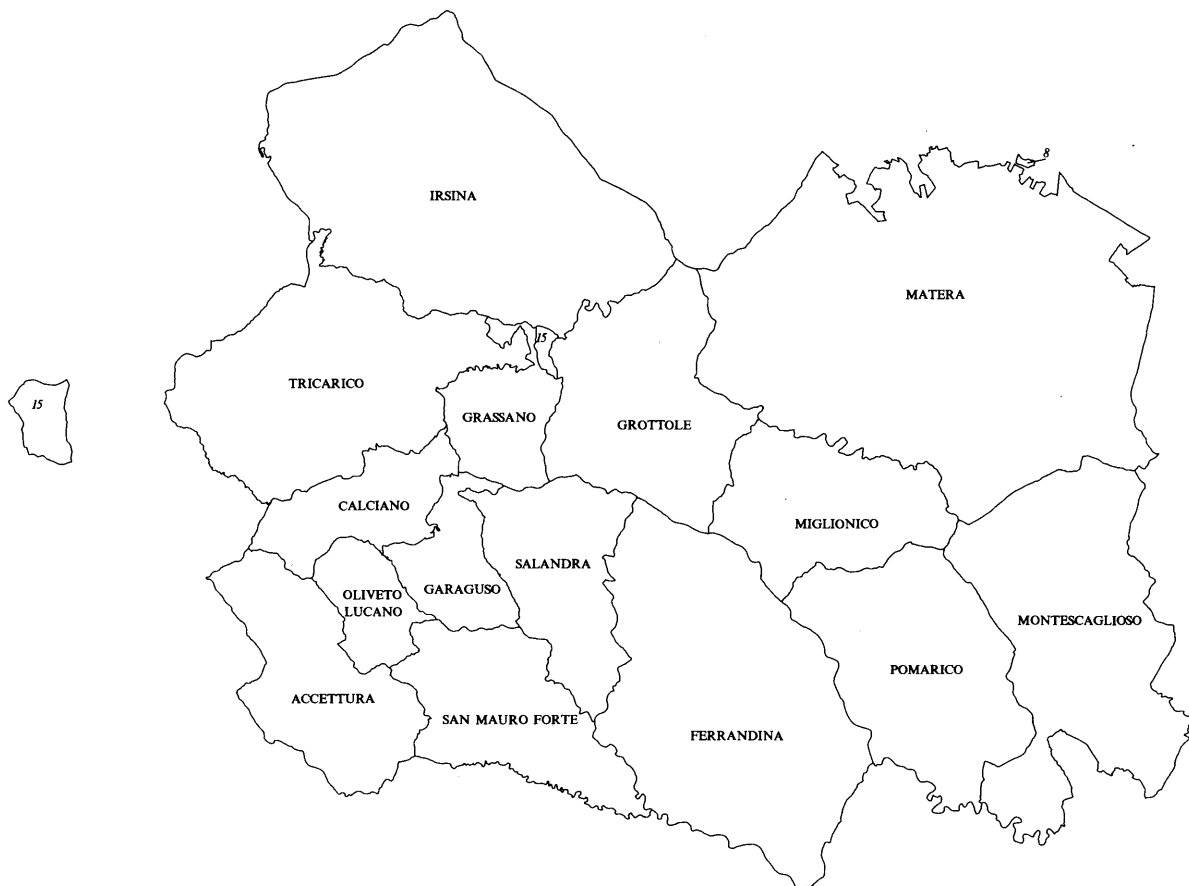 8
IRSINA
MATERA
15
TRICARICO
15
GRASSANO
GROTTOLE
CALCIANO
MIGLIONICO
SALANDRA
GARAGUSO
OLIVETO
LUCANO
MONTESCAGLIOSO
POMARICO
ACCETTURA
SAN MAURO FORTE
FERRANDINA